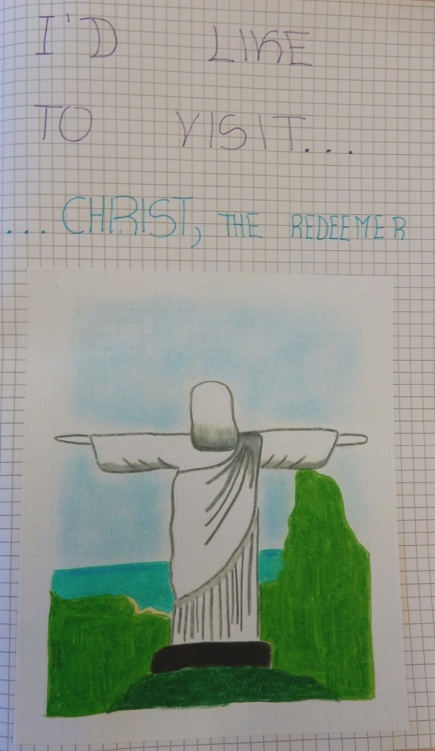 I'D LIKE
TO VISIT...
...CHRIST, THE REDEEMER